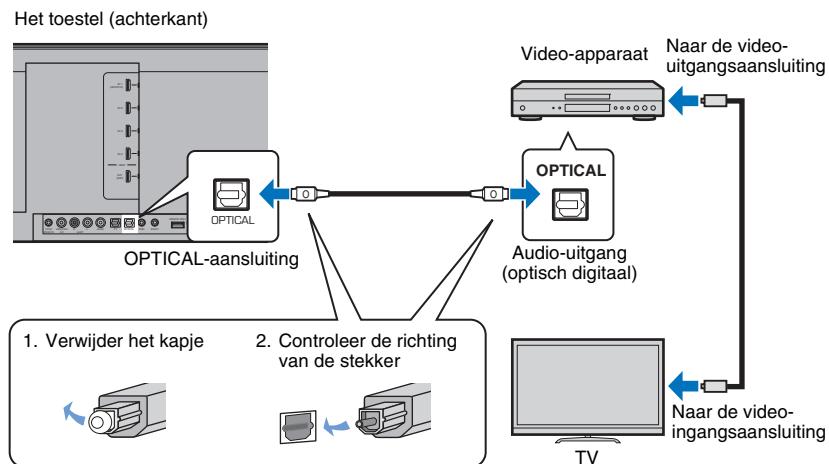 Het toestel (achterkant)
Video-apparaat
Naar de video-
uitgangsaansluiting
OPTICAL
OPTICAL
OPTICAL-aansluiting
Audio-uitgang
(optisch digitaal)
1. Verwijder het kapje
2. Controleer de richting
van de stekker
Naar de video-
ingangsaansluiting
TV